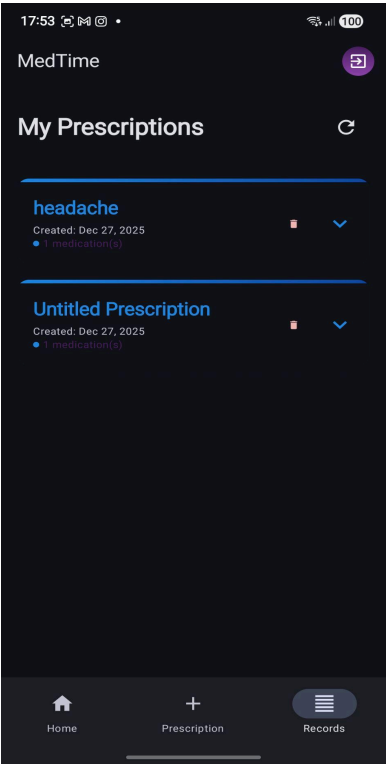 17:53
100
MedTime
My Prescriptions
headache
Created: Dec 27, 2025
1 medication(s)
Untitled Prescription
Created: Dec 27, 2025
1 medication(s)
Home
Prescription
Records